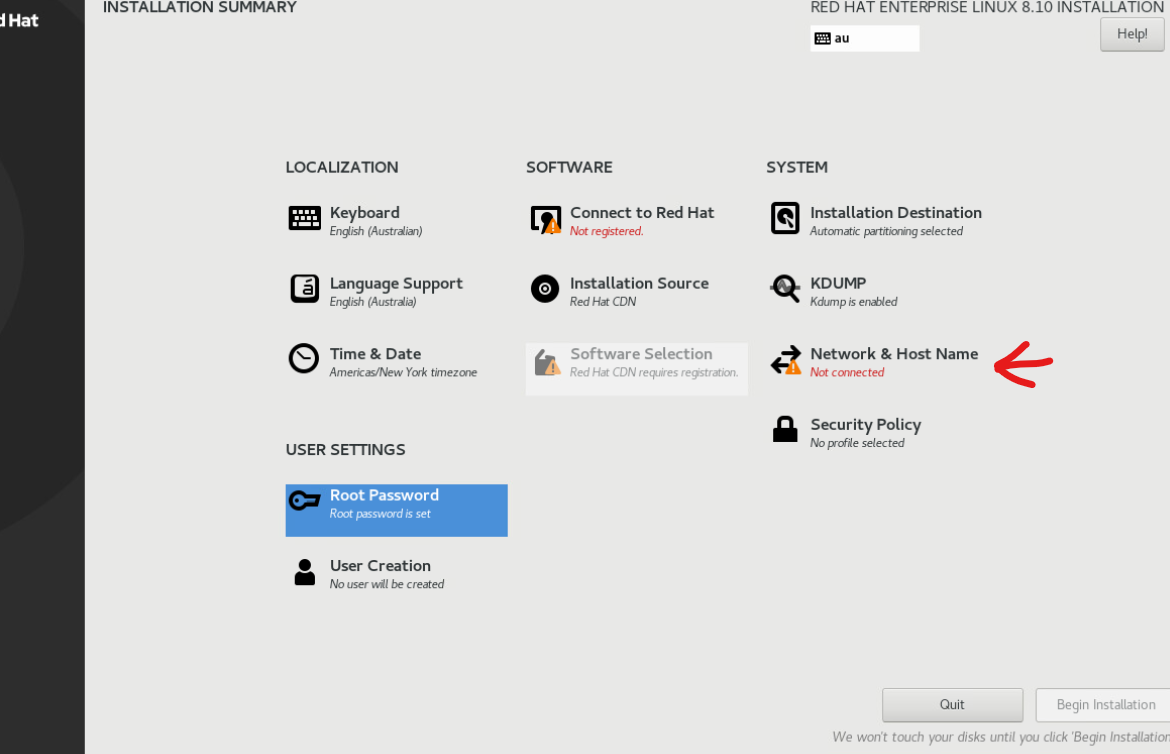 d Hat
INSTALLATION SUMMARY
RED HAT ENTERPRISE LINUX 8.10 INSTALLATION
au
Help!
LOCALIZATION
Keyboard
English (Australian)
Language Support
English (Australia)
Time & Date
Americas/New York timezone
SOFTWARE
Connect to Red Hat
Not registered.
Installation Source
Red Hat CDN
Software Selection
Red Hat CDN requires registration.
SYSTEM
Installation Destination
Automatic partitioning selected
KDUMP
Kdump is enabled
Network & Host Name
Not connected
Security Policy
No profile selected
USER SETTINGS
Root Password
Root password is set
User Creation
No user will be created
Quit
Begin Installation
We won't touch your disks until you click 'Begin Installation